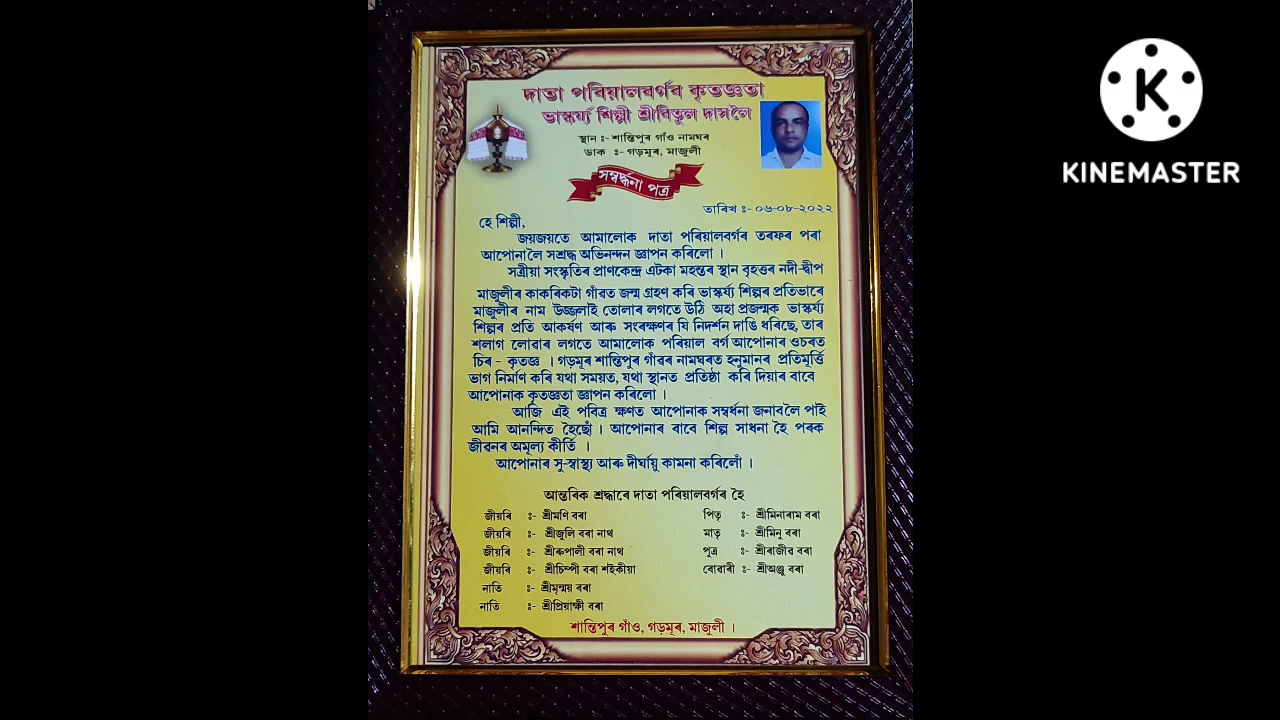 দাতা পৰিয়ালবৰ্গৰ কৃতজ্ঞতা
ভাস্কৰ্য্য শিল্পী শ্ৰীবিতুল দাসলৈ
স্থান ঃ- শান্তিপুৰ গাঁও নামঘৰ
ডাক ঃ- গড়মূৰ, মাজুলী
সম্বৰ্দ্ধনা পত্ৰ
তাৰিখ ঃ- ০৬-০৮-২০২২
হে শিল্পী,
জয়জয়তে আমালোক দাতা পৰিয়ালবৰ্গৰ তৰফৰ পৰা
আপোনালৈ সশ্ৰদ্ধ অভিনন্দন জ্ঞাপন কৰিলো ।
সত্ৰীয়া সংস্কৃতিৰ প্ৰাণকেন্দ্ৰ এটকা মহন্তৰ স্থান বৃহত্তৰ নদী-দ্বীপ
মাজুলীৰ কাকৰিকটা গাঁৱত জন্ম গ্ৰহণ কৰি ভাস্কৰ্য্য শিল্পৰ প্ৰতিভাৰে
মাজুলীৰ নাম উজ্জ্বলাই তোলাৰ লগতে উঠি অহা প্ৰজন্মক ভাস্কৰ্য্য
শিল্পৰ প্ৰতি আকৰ্ষণ আৰু সংৰক্ষণৰ যি নিদৰ্শন দাঙি ধৰিছে, তাৰ
শলাগ লোৱাৰ লগতে আমালোক পৰিয়াল বৰ্গ আপোনাৰ ওচৰত
চিৰ - কৃতজ্ঞ । গড়মূৰ শান্তিপুৰ গাঁৱৰ নামঘৰত হনুমানৰ প্ৰতিমূৰ্ত্তি
ভাগ নিৰ্মাণ কৰি যথা সময়ত, যথা স্থানত প্ৰতিষ্ঠা কৰি দিয়াৰ বাবে
আপোনাক কৃতজ্ঞতা জ্ঞাপন কৰিলো ।
আজি এই পবিত্ৰ ক্ষণত আপোনাক সম্বৰ্ধনা জনাবলৈ পাই
আমি আনন্দিত হৈছোঁ । আপোনাৰ বাবে শিল্প সাধনা হৈ পৰক
জীৱনৰ অমূল্য কীৰ্তি ।
আপোনাৰ সু-স্বাস্থ্য আৰু দীৰ্ঘায়ু কামনা কৰিলোঁ ।
আন্তৰিক শ্ৰদ্ধাৰে দাতা পৰিয়ালবৰ্গৰ হৈ
জীয়ৰি ঃ- শ্ৰীমণি বৰা
জীয়ৰি ঃ- শ্ৰীজুলি বৰা নাথ
জীয়ৰি ঃ- শ্ৰীৰুপালী বৰা নাথ
জীয়ৰি ঃ- শ্ৰীচিম্পী বৰা শইকীয়া
নাতি ঃ- শ্ৰীমৃন্ময় বৰা
নাতি ঃ- শ্ৰীপ্ৰিয়াক্ষী বৰা
পিতৃ ঃ- শ্ৰীমিনাৰাম বৰা
মাতৃ ঃ- শ্ৰীমিনু বৰা
পুত্ৰ ঃ- শ্ৰীৰাজীৱ বৰা
বোৱাৰী ঃ- শ্ৰীঅঞ্জু বৰা
শান্তিপুৰ গাঁও, গড়মূৰ, মাজুলী ।
K
KINEMASTER